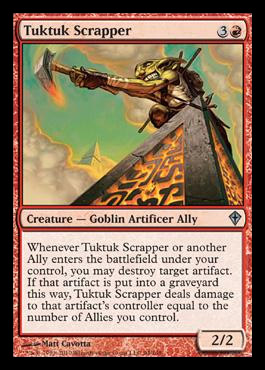 Tuktuk Scrapper 3
Creature — Goblin Artificer Ally
Whenever Tuktuk Scrapper or another
Ally enters the battlefield under your
control, you may destroy target artifact.
If that artifact is put into a graveyard
this way, Tuktuk Scrapper deals damage
to that artifact's controller equal to the
number of Allies you control.
2/2
Matt Cavotta